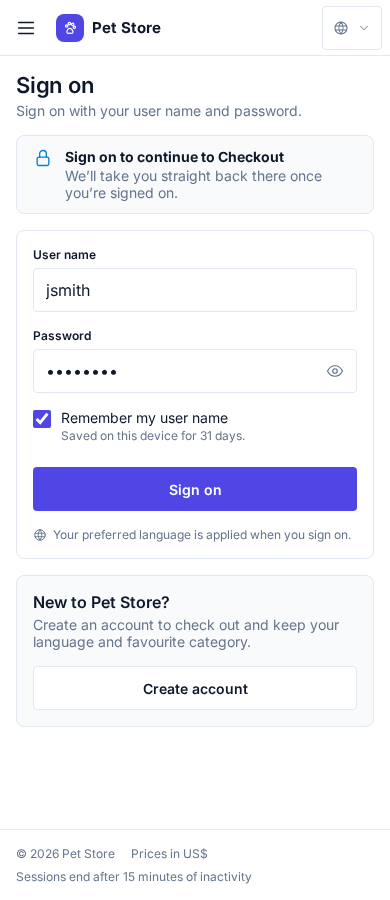 Pet Store
Sign on
Sign on with your user name and password.
Sign on to continue to Checkout
We’ll take you straight back there once
you’re signed on.
User name
jsmith
Password
••••••••
Remember my user name
Saved on this device for 31 days.
Sign on
Your preferred language is applied when you sign on.
New to Pet Store?
Create an account to check out and keep your
language and favourite category.
Create account
© 2026 Pet Store Prices in US$
Sessions end after 15 minutes of inactivity